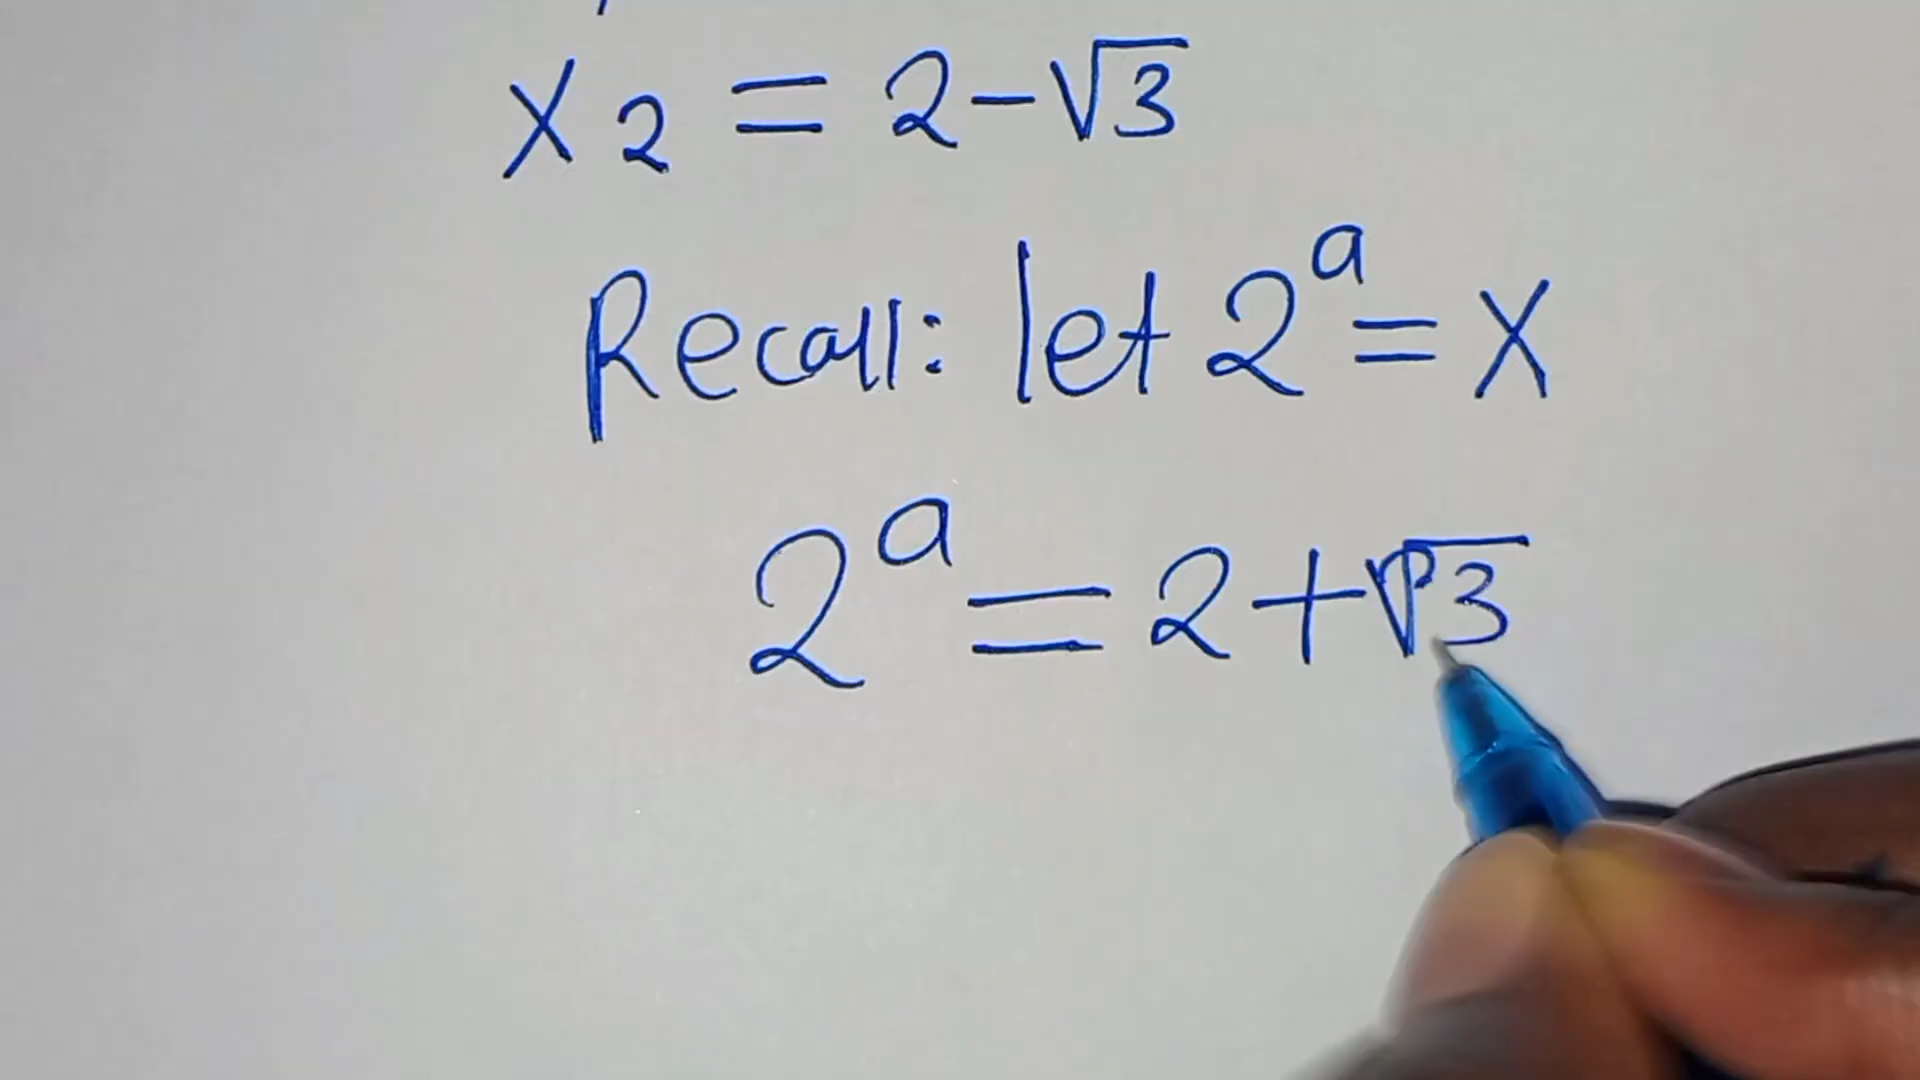 x₂ = 2-√3
Recall: let 2ᵃ = x
2ᵃ = 2+√3